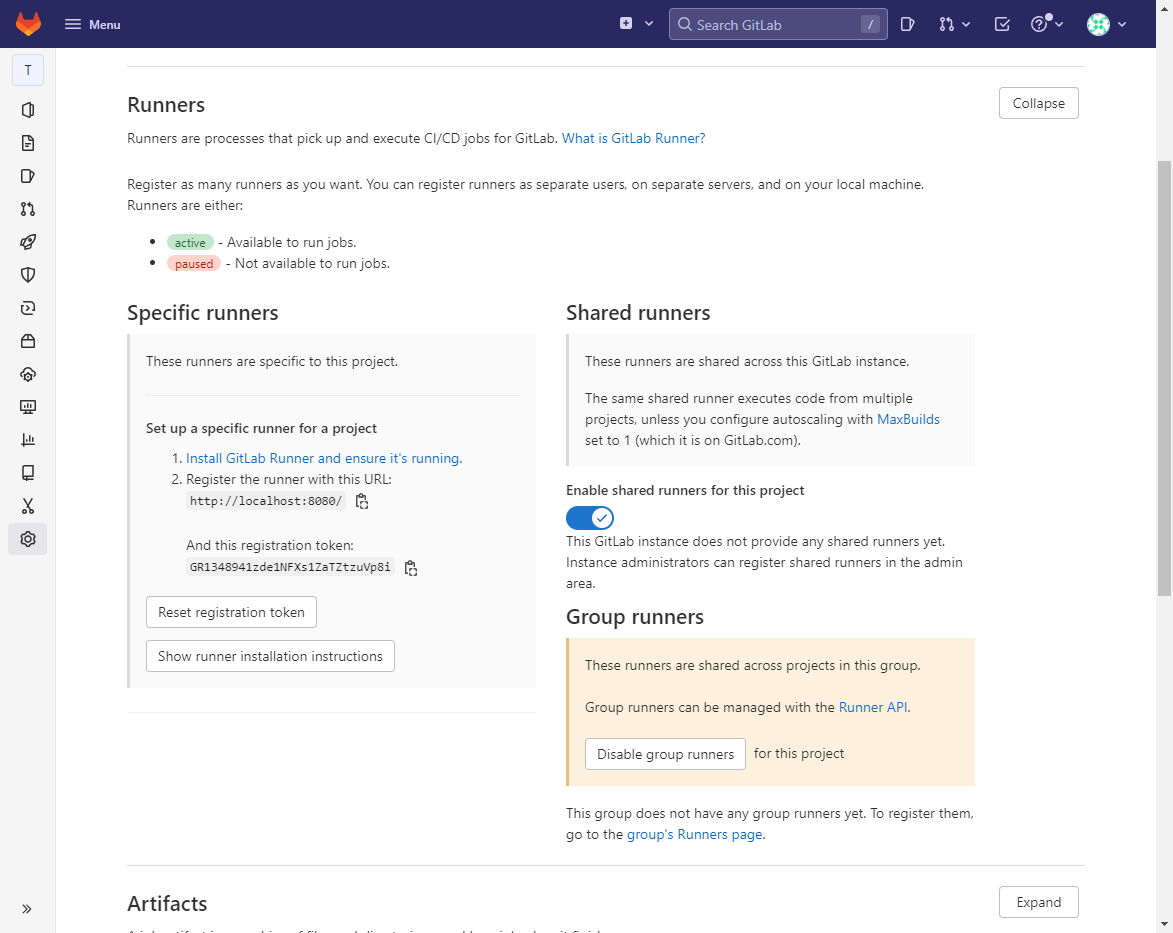 Menu
Search GitLab /
T
Runners
Collapse
Runners are processes that pick up and execute CI/CD jobs for GitLab. What is GitLab Runner?
Register as many runners as you want. You can register runners as separate users, on separate servers, and on your local machine.
Runners are either:
active - Available to run jobs.
paused - Not available to run jobs.
Specific runners
These runners are specific to this project.
Set up a specific runner for a project
1. Install GitLab Runner and ensure it's running.
2. Register the runner with this URL:
http://localhost:8080/
And this registration token:
GR1348941zde1NFXs1ZaTZtzuVp8i
Reset registration token
Show runner installation instructions
Shared runners
These runners are shared across this GitLab instance.
The same shared runner executes code from multiple
projects, unless you configure autoscaling with MaxBuilds
set to 1 (which it is on GitLab.com).
Enable shared runners for this project
This GitLab instance does not provide any shared runners yet.
Instance administrators can register shared runners in the admin
area.
Group runners
These runners are shared across projects in this group.
Group runners can be managed with the Runner API.
Disable group runners for this project
This group does not have any group runners yet. To register them,
go to the group's Runners page.
Artifacts
Expand